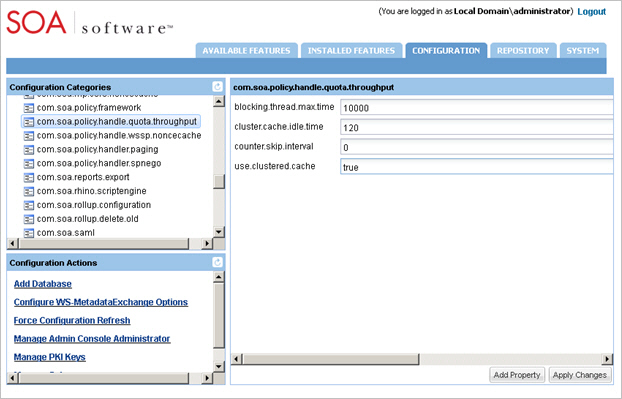 (You are logged in as Local Domain\administrator) Logout
SOA software™
AVAILABLE FEATURES INSTALLED FEATURES CONFIGURATION REPOSITORY SYSTEM
Configuration Categories
com.soa.policy.framework
com.soa.policy.handle.quota.throughput
com.soa.policy.handle.wssp.noncecache
com.soa.policy.handler.paging
com.soa.policy.handler.spnego
com.soa.reports.export
com.soa.rhino.scriptengine
com.soa.rollup.configuration
com.soa.rollup.delete.old
com.soa.saml
Configuration Actions
Add Database
Configure WS-MetadataExchange Options
Force Configuration Refresh
Manage Admin Console Administrator
Manage PKI Keys
com.soa.policy.handle.quota.throughput
blocking.thread.max.time 10000
cluster.cache.idle.time 120
counter.skip.interval 0
use.clustered.cache true
Add Property Apply Changes